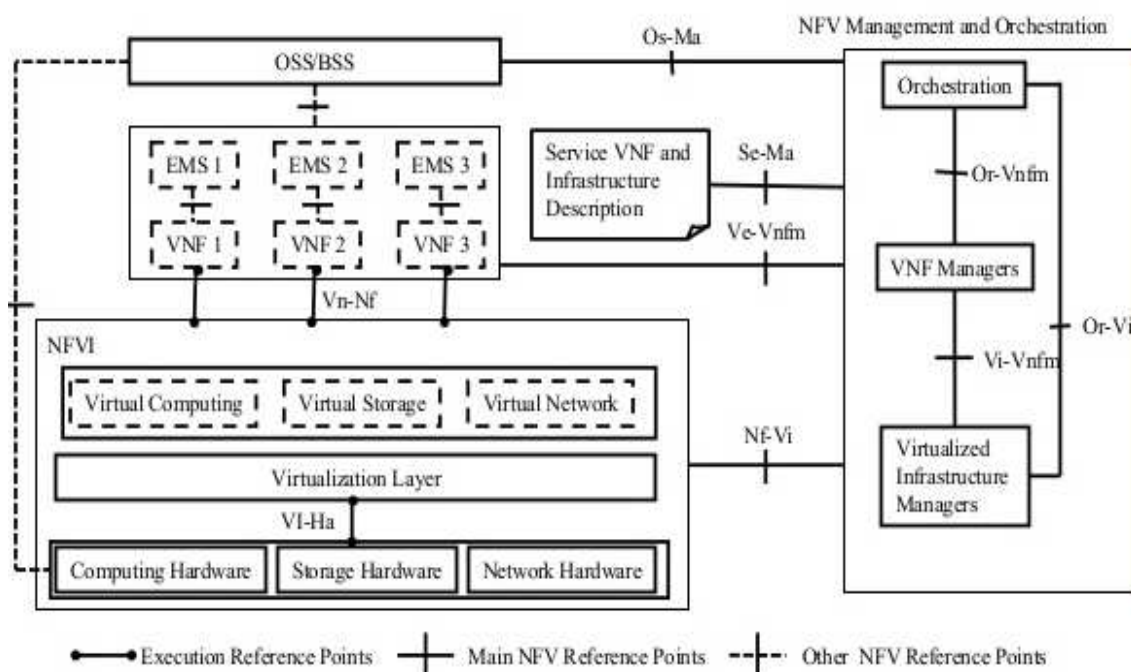 NFV Management and Orchestration
Os-Ma
OSS/BSS
Orchestration
EMS 1
EMS 2
EMS 3
Service VNF and
Infrastructure
Description
Se-Ma
Or-Vnfm
VNF 1
VNF 2
VNF 3
Ve-Vnfm
VNF Managers
Vn-Nf
Or-Vi
NFVI
Vi-Vnfm
Virtual Computing
Virtual Storage
Virtual Network
Nf-Vi
Virtualized
Infrastructure
Managers
Virtualization Layer
VI-Ha
Computing Hardware
Storage Hardware
Network Hardware
Execution Reference Points
Main NFV Reference Points
Other NFV Reference Points